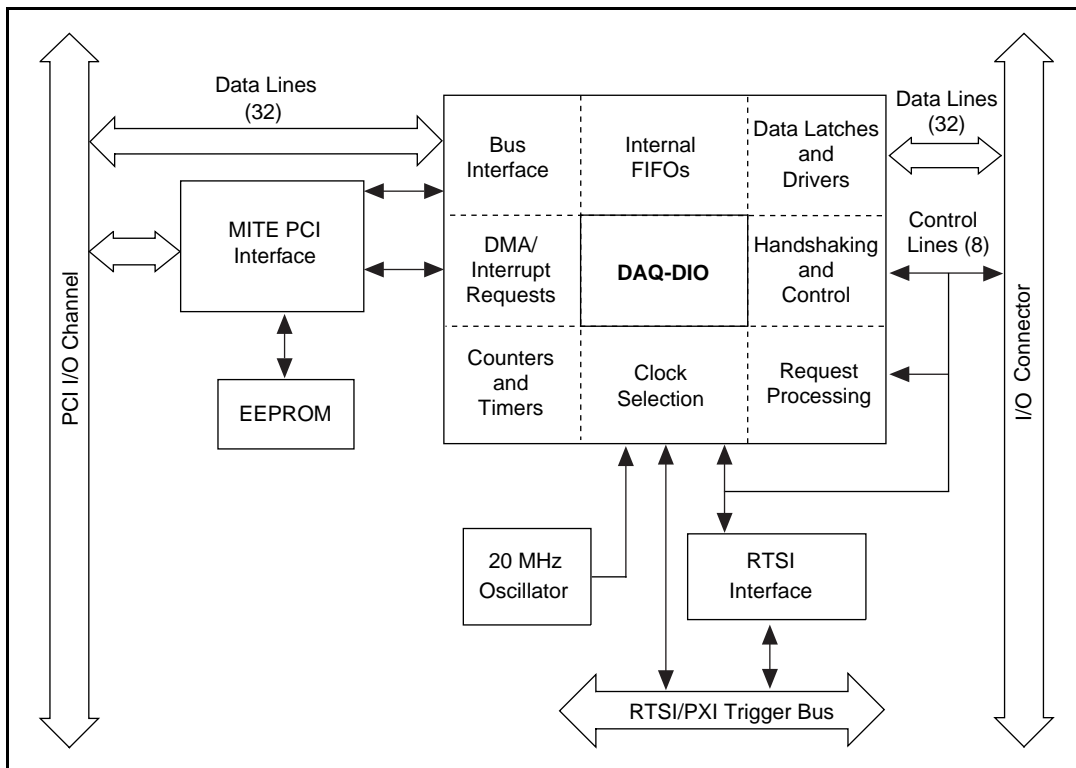 Data Lines
(32)
Data Lines
(32)
Bus
Interface
Internal
FIFOs
Data Latches
and
Drivers
MITE PCI
Interface
DMA/
Interrupt
Requests
DAQ-DIO
Handshaking
and
Control
Control
Lines (8)
EEPROM
Counters
and
Timers
Clock
Selection
Request
Processing
PCI I/O Channel
I/O Connector
20 MHz
Oscillator
RTSI
Interface
RTSI/PXI Trigger Bus